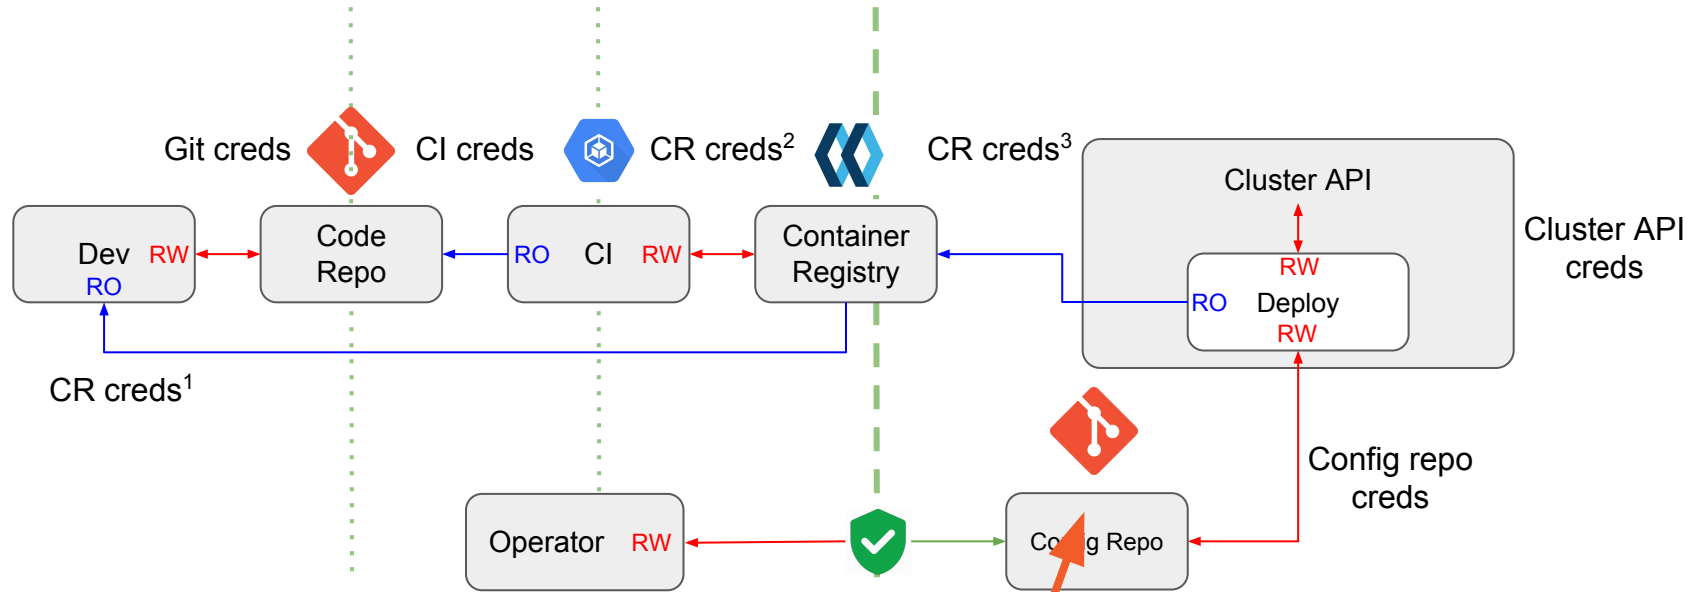 Git creds
CI creds
CR creds²
CR creds³
Cluster API
Cluster API
creds
Dev
RW
RO
Code
Repo
RO
CI
RW
Container
Registry
RW
RO
Deploy
RW
CR creds¹
Config repo
creds
Operator
RW
Config Repo